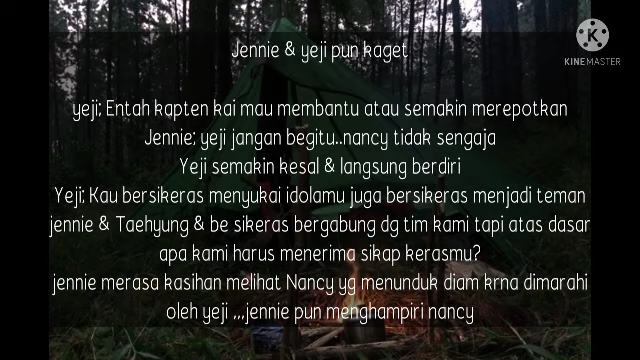 Jennie & yeji pun kaget
KINEMASTER
yeji; Entah kapten kai mau membantu atau semakin merepotkan
Jennie; yeji jangan begitu..nancy tidak sengaja
Yeji semakin kesal & langsung berdiri
Yeji; Kau bersikeras menyukai idolamu juga bersikeras menjadi teman
jennie & Taehyung & be sikeras bergabung dg tim kami tapi atas dasar
apa kami harus menerima sikap kerasmu?
jennie merasa kasihan melihat Nancy yg menunduk diam krna dimarahi
oleh yeji ,,,jennie pun menghampiri nancy